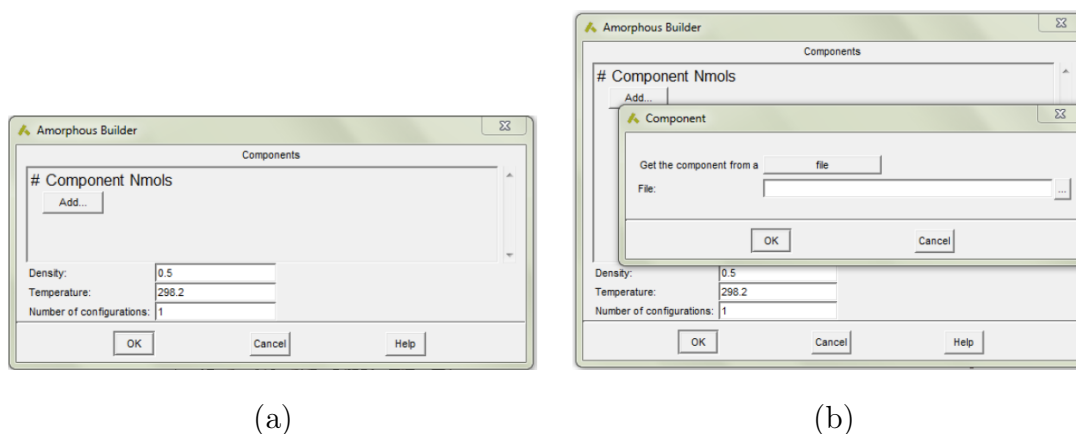 Amorphous Builder
Components
# Component Nmols
Add...
Density: 0.5
Temperature: 298.2
Number of configurations: 1
OK Cancel Help
(a)
Amorphous Builder
Components
# Component Nmols
Add...
Component
Get the component from a file
File: ...
OK Cancel
Density: 0.5
Temperature: 298.2
Number of configurations: 1
OK Cancel Help
(b)